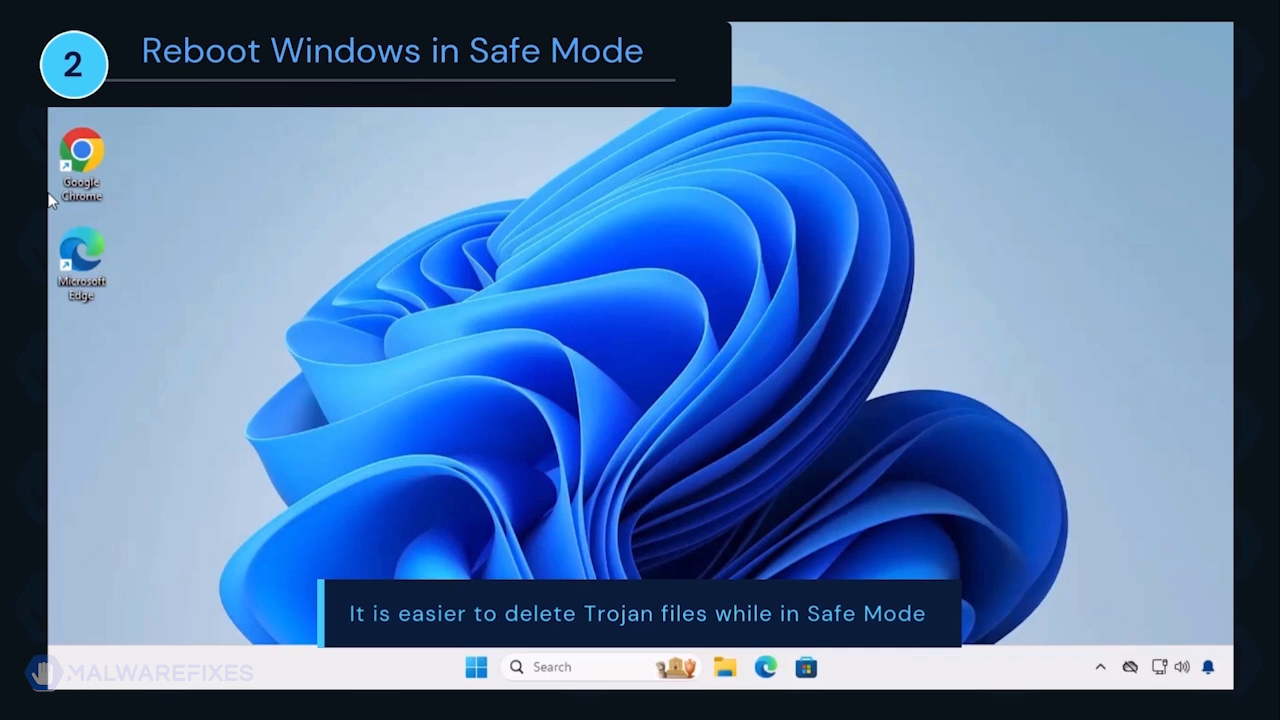 2
Reboot Windows in Safe Mode
Google
Chrome
Microsoft
Edge
It is easier to delete Trojan files while in Safe Mode
MALWAREFIXES
Search